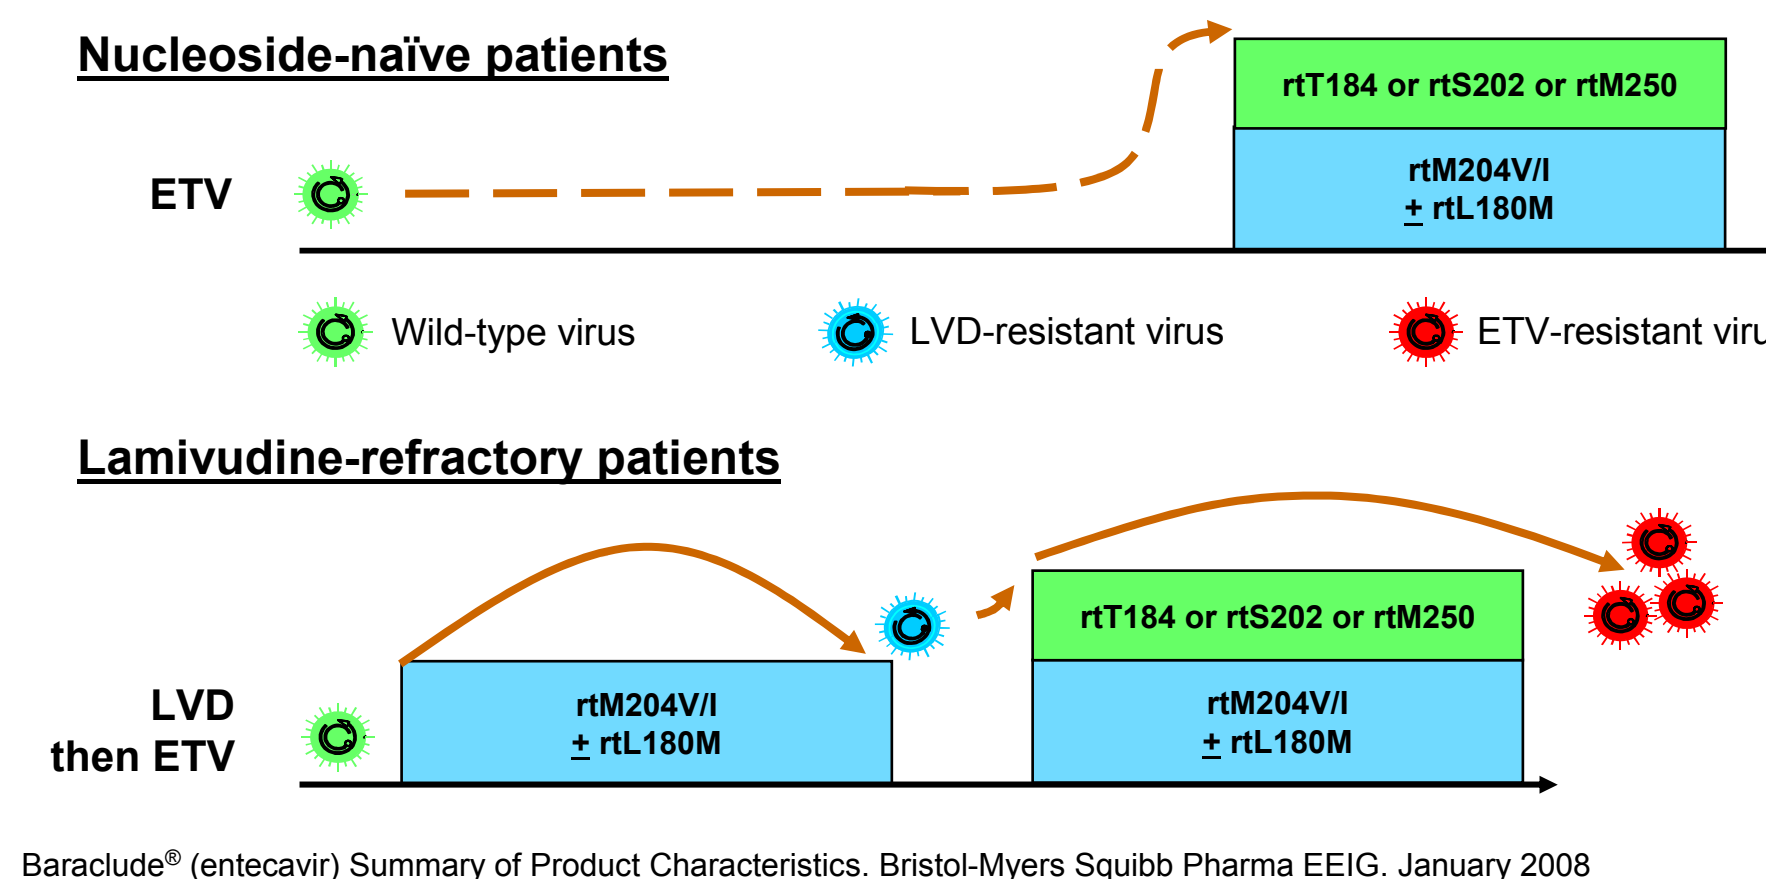 Nucleoside-naïve patients
rtT184 or rtS202 or rtM250
rtM204V/I
± rtL180M
ETV
Wild-type virus
LVD-resistant virus
ETV-resistant viru
Lamivudine-refractory patients
rtT184 or rtS202 or rtM250
LVD
then ETV
rtM204V/I
± rtL180M
rtM204V/I
± rtL180M
Baraclude® (entecavir) Summary of Product Characteristics. Bristol-Myers Squibb Pharma EEIG. January 2008